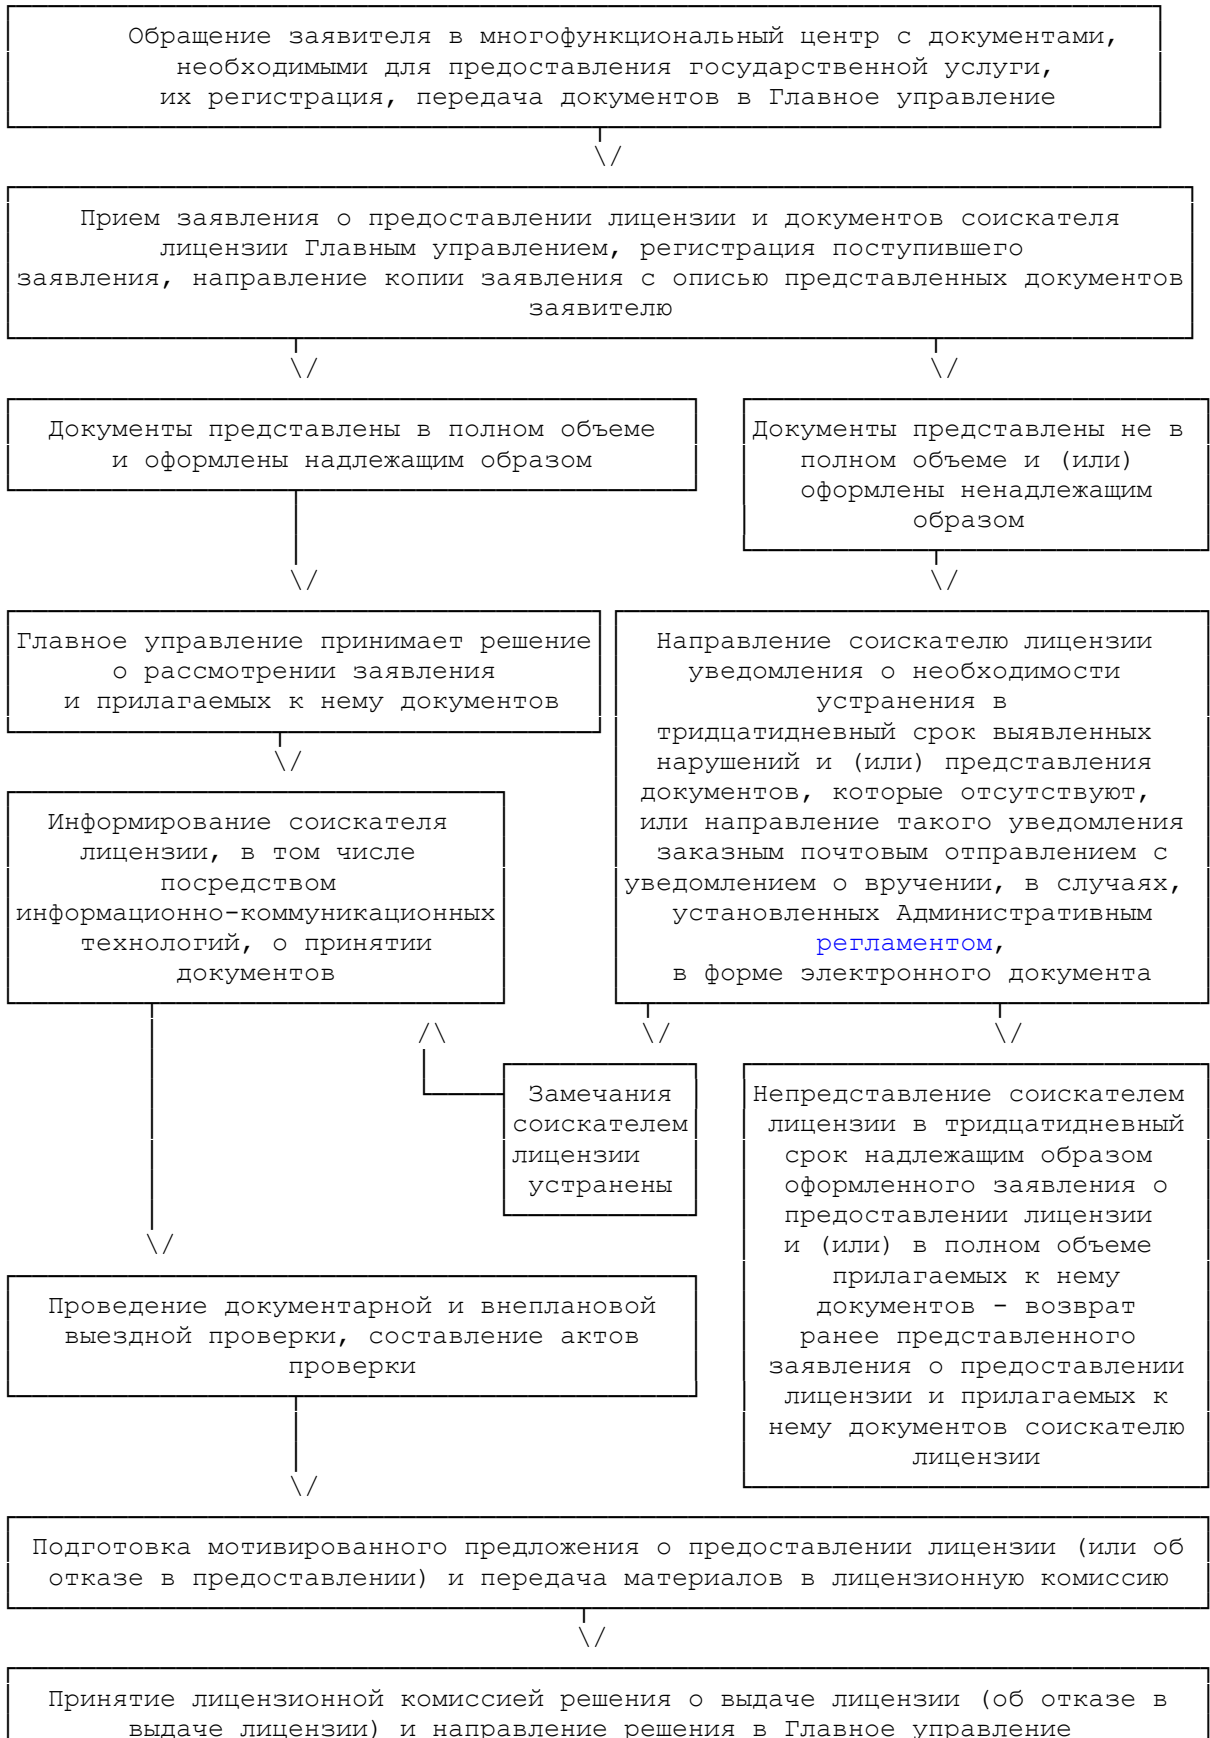 Обращение заявителя в многофункциональный центр с документами,
необходимыми для предоставления государственной услуги,
их регистрация, передача документов в Главное управление
\/
Прием заявления о предоставлении лицензии и документов соискателя
лицензии Главным управлением, регистрация поступившего
заявления, направление копии заявления с описью представленных документов
заявителю
\/
\/
Документы представлены в полном объеме
и оформлены надлежащим образом
\/
Документы представлены не в
полном объеме и (или)
оформлены ненадлежащим
образом
\/
Главное управление принимает решение
о рассмотрении заявления
и прилагаемых к нему документов
\/
Информирование соискателя
лицензии, в том числе
посредством
информационно-коммуникационных
технологий, о принятии
документов
Направление соискателю лицензии
уведомления о необходимости
устранения в
тридцатидневный срок выявленных
нарушений и (или) представления
документов, которые отсутствуют,
или направление такого уведомления
заказным почтовым отправлением с
уведомлением о вручении, в случаях,
установленных Административным
регламентом,
в форме электронного документа
/\
\/
\/
Замечания
соискателем
лицензии
устранены
Непредставление соискателем
лицензии в тридцатидневный
срок надлежащим образом
оформленного заявления о
предоставлении лицензии
и (или) в полном объеме
прилагаемых к нему
документов - возврат
ранее представленного
заявления о предоставлении
лицензии и прилагаемых к
нему документов соискателю
лицензии
\/
Проведение документарной и внеплановой
выездной проверки, составление актов
проверки
\/
Подготовка мотивированного предложения о предоставлении лицензии (или об
отказе в предоставлении) и передача материалов в лицензионную комиссию
\/
Принятие лицензионной комиссией решения о выдаче лицензии (об отказе в
выдаче лицензии) и направление решения в Главное управление